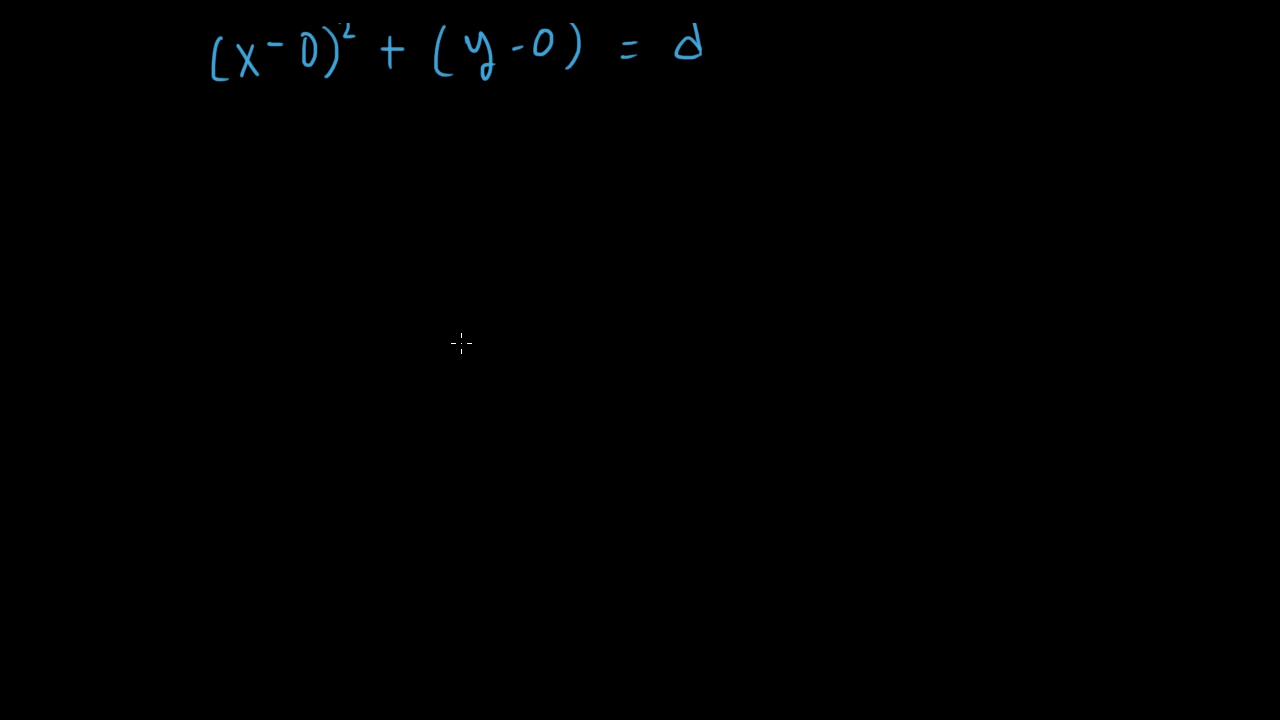 (x-0)² + (y-0) = d